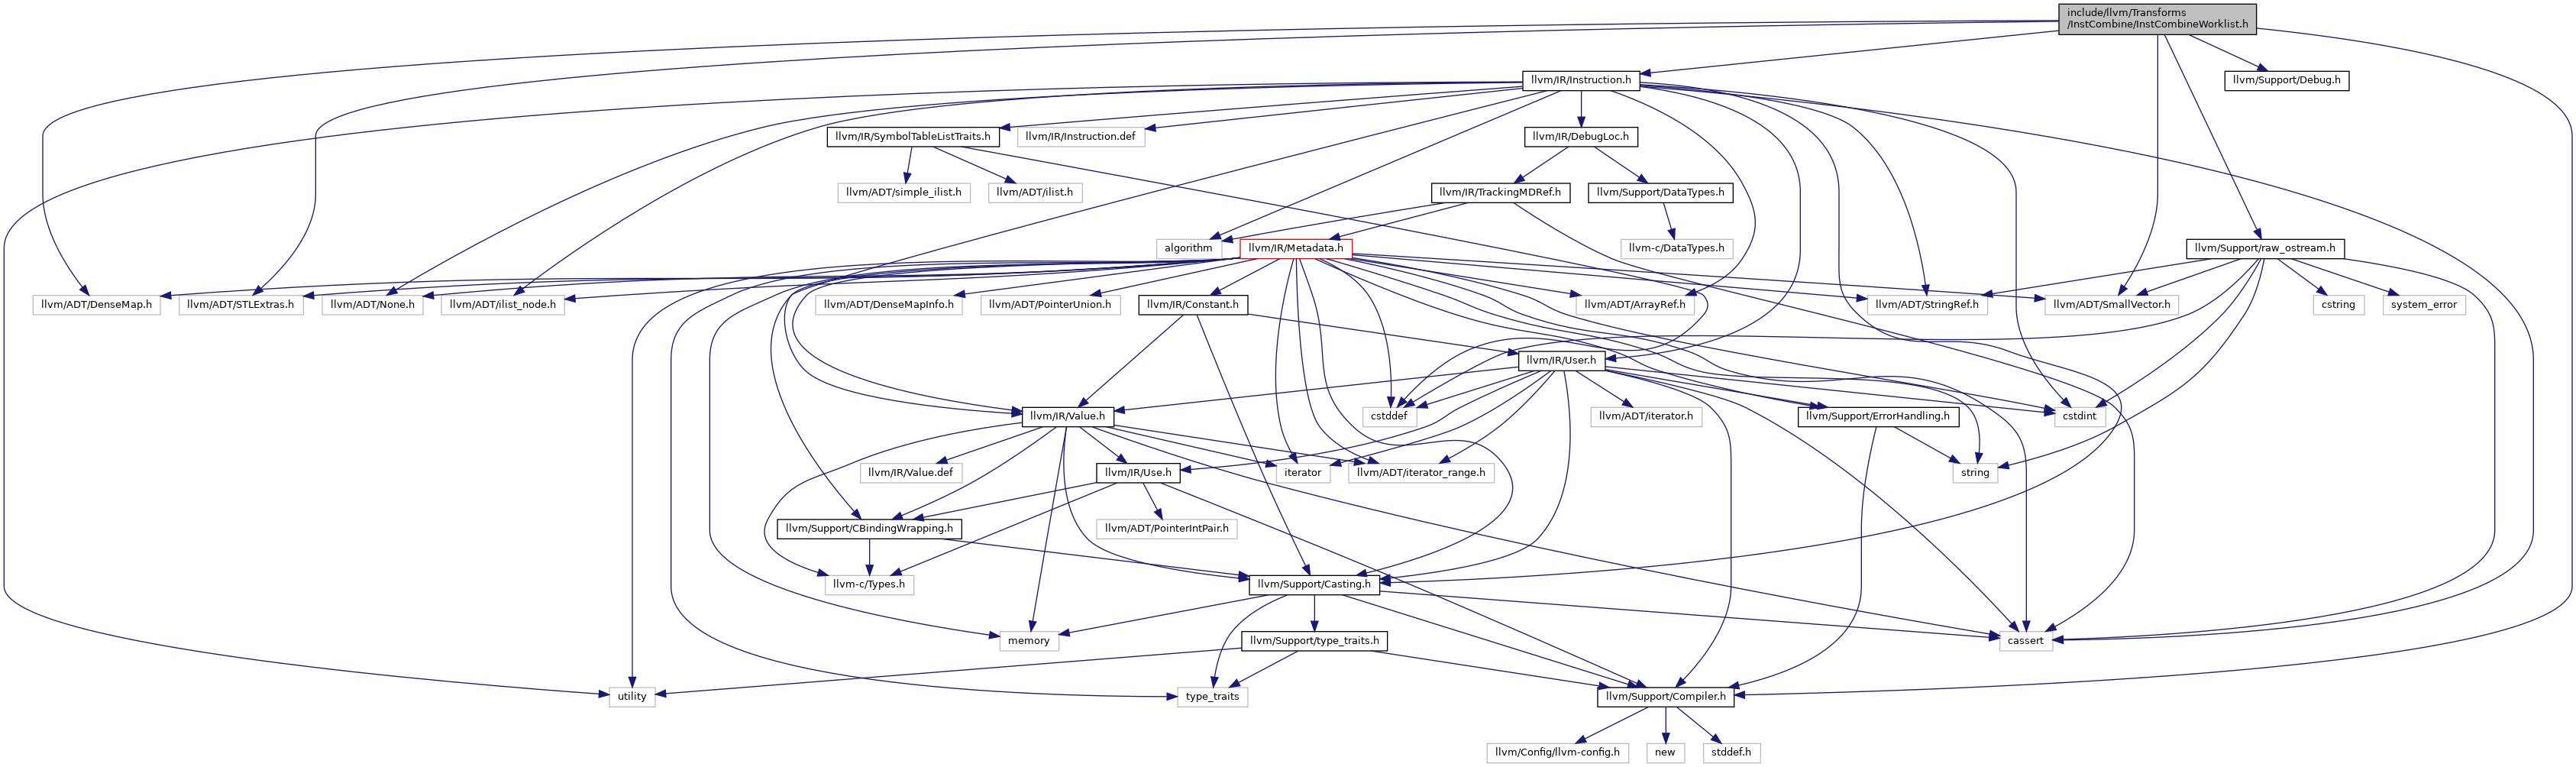 include/llvm/Transforms
/InstCombine/InstCombineWorklist.h
llvm/IR/Instruction.h
llvm/Support/Debug.h
llvm/IR/SymbolTableListTraits.h
llvm/IR/Instruction.def
llvm/IR/DebugLoc.h
llvm/ADT/simple_ilist.h
llvm/ADT/ilist.h
llvm/IR/TrackingMDRef.h
llvm/Support/DataTypes.h
algorithm
llvm/IR/Metadata.h
llvm-c/DataTypes.h
llvm/Support/raw_ostream.h
llvm/ADT/DenseMap.h
llvm/ADT/STLExtras.h
llvm/ADT/None.h
llvm/ADT/ilist_node.h
llvm/ADT/DenseMapInfo.h
llvm/ADT/PointerUnion.h
llvm/IR/Constant.h
llvm/ADT/ArrayRef.h
llvm/ADT/StringRef.h
llvm/ADT/SmallVector.h
cstring
system_error
llvm/IR/User.h
llvm/IR/Value.h
cstddef
llvm/ADT/iterator.h
llvm/Support/ErrorHandling.h
cstdint
llvm/IR/Value.def
llvm/IR/Use.h
iterator
llvm/ADT/iterator_range.h
string
llvm/Support/CBindingWrapping.h
llvm/ADT/PointerIntPair.h
llvm-c/Types.h
llvm/Support/Casting.h
memory
llvm/Support/type_traits.h
cassert
utility
type_traits
llvm/Support/Compiler.h
llvm/Config/llvm-config.h
new
stddef.h